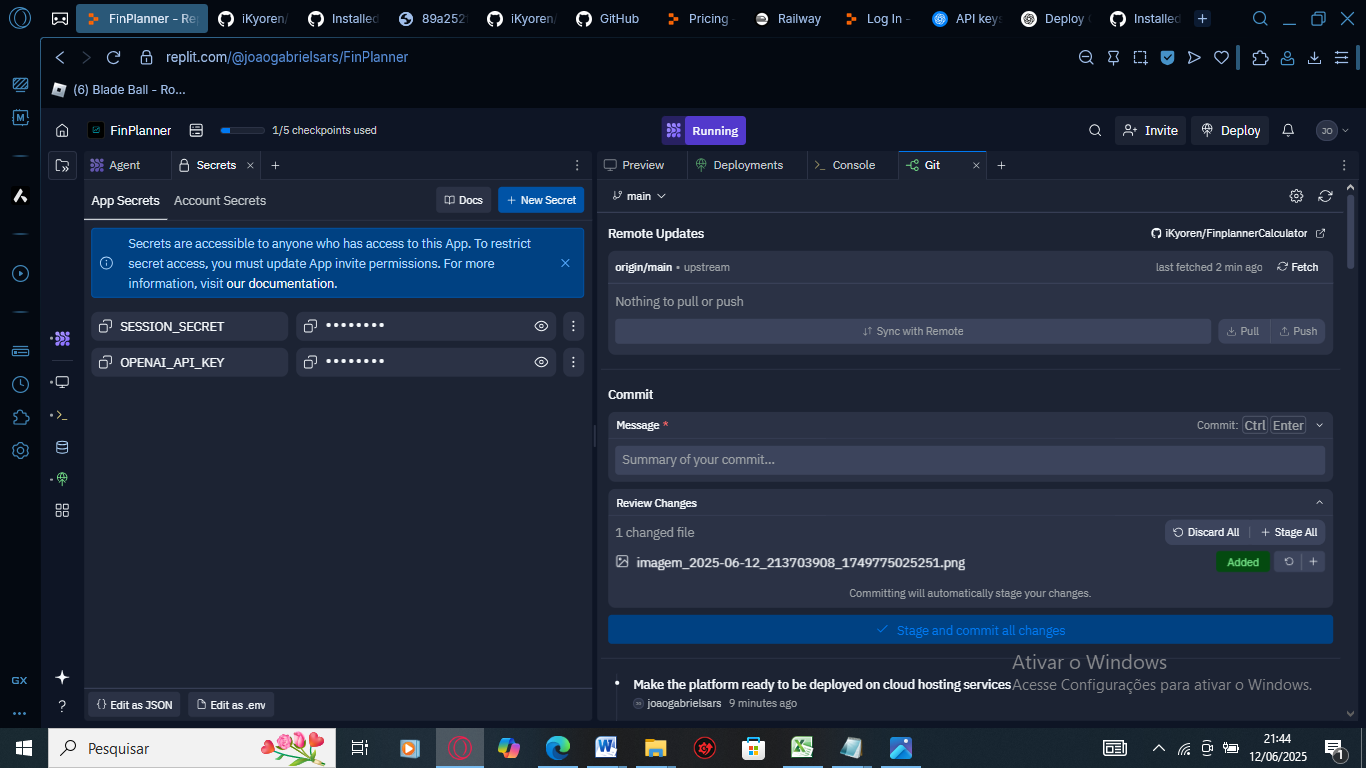 FinPlanner - Re
iKyoren/
Installed
89a252
iKyoren/
GitHub
Pricing -
Railway
Log In -
API keys
Deploy
Installed
replit.com/@joaogabrielsars/FinPlanner
(6) Blade Ball - Ro...
FinPlanner
1/5 checkpoints used
Running
Invite
Deploy
JO
Agent
Secrets
Preview
Deployments
Console
Git
App Secrets
Account Secrets
Docs
New Secret
main
Secrets are accessible to anyone who has access to this App. To restrict
secret access, you must update App invite permissions. For more
information, visit our documentation.
SESSION_SECRET
OPENAI_API_KEY
Remote Updates
iKyoren/FinplannerCalculator
origin/main • upstream
last fetched 2 min ago
Fetch
Nothing to pull or push
Sync with Remote
Pull
Push
Commit
Message *
Commit: Ctrl Enter
Summary of your commit...
Review Changes
1 changed file
Discard All
Stage All
imagem_2025-06-12_213703908_1749775025251.png
Added
Committing will automatically stage your changes.
Stage and commit all changes
Make the platform ready to be deployed on cloud hosting services
joaogabrielsars 9 minutes ago
Ativar o Windows
Acesse Configurações para ativar o Windows.
GX
Edit as JSON
Edit as .env
Pesquisar
21:44
12/06/2025
1